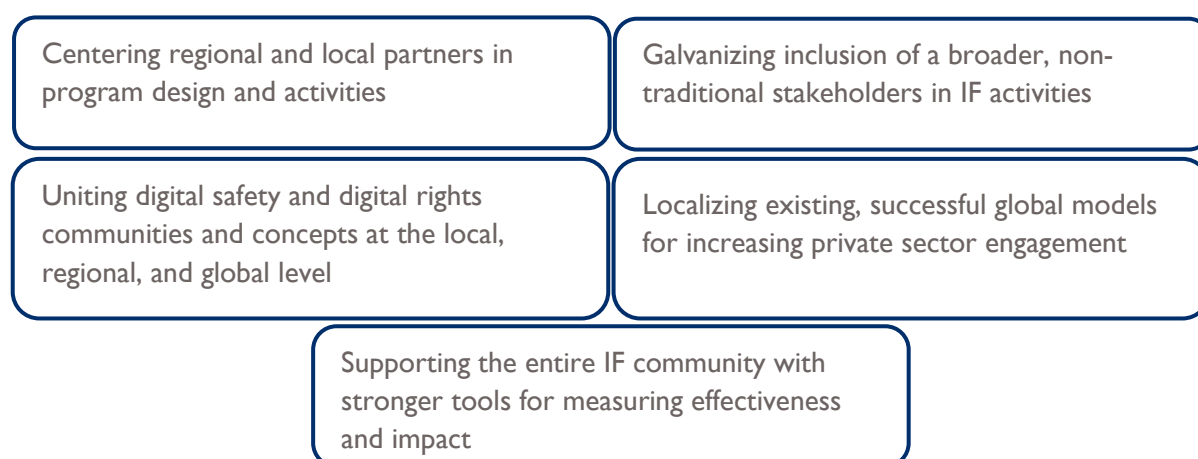 Centering regional and local partners in
program design and activities
Galvanizing inclusion of a broader, non-
traditional stakeholders in IF activities
Uniting digital safety and digital rights
communities and concepts at the local,
regional, and global level
Localizing existing, successful global models
for increasing private sector engagement
Supporting the entire IF community with
stronger tools for measuring effectiveness
and impact